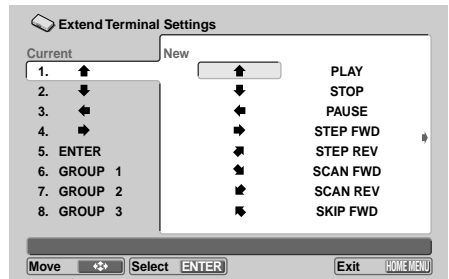 Extend Terminal Settings
Current New
1. ⬆ ⬆ PLAY
2. ⬇ ⬇ STOP
3. ⬅ ⬅ PAUSE
4. ➡ ➡ STEP FWD
5. ENTER ⬈ STEP REV
6. GROUP 1 ⬊ SCAN FWD
7. GROUP 2 ⬋ SCAN REV
8. GROUP 3 ⬉ SKIP FWD
Move Select ENTER Exit HOME MENU